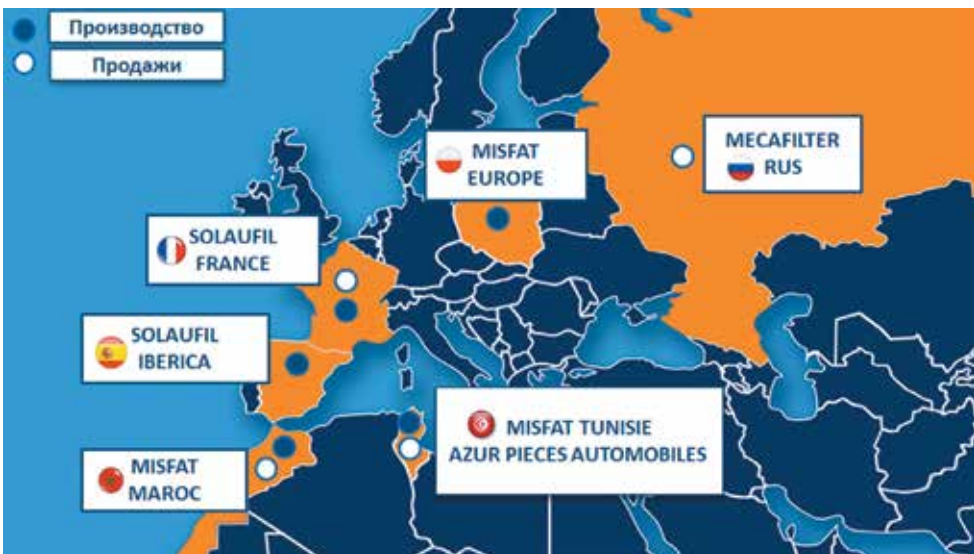 Производство
Продажи
MISFAT
EUROPE
MECAFILTER
RUS
SOLAUFIL
FRANCE
SOLAUFIL
IBERICA
MISFAT TUNISIE
AZUR PIECES AUTOMOBILES
MISFAT
MAROC